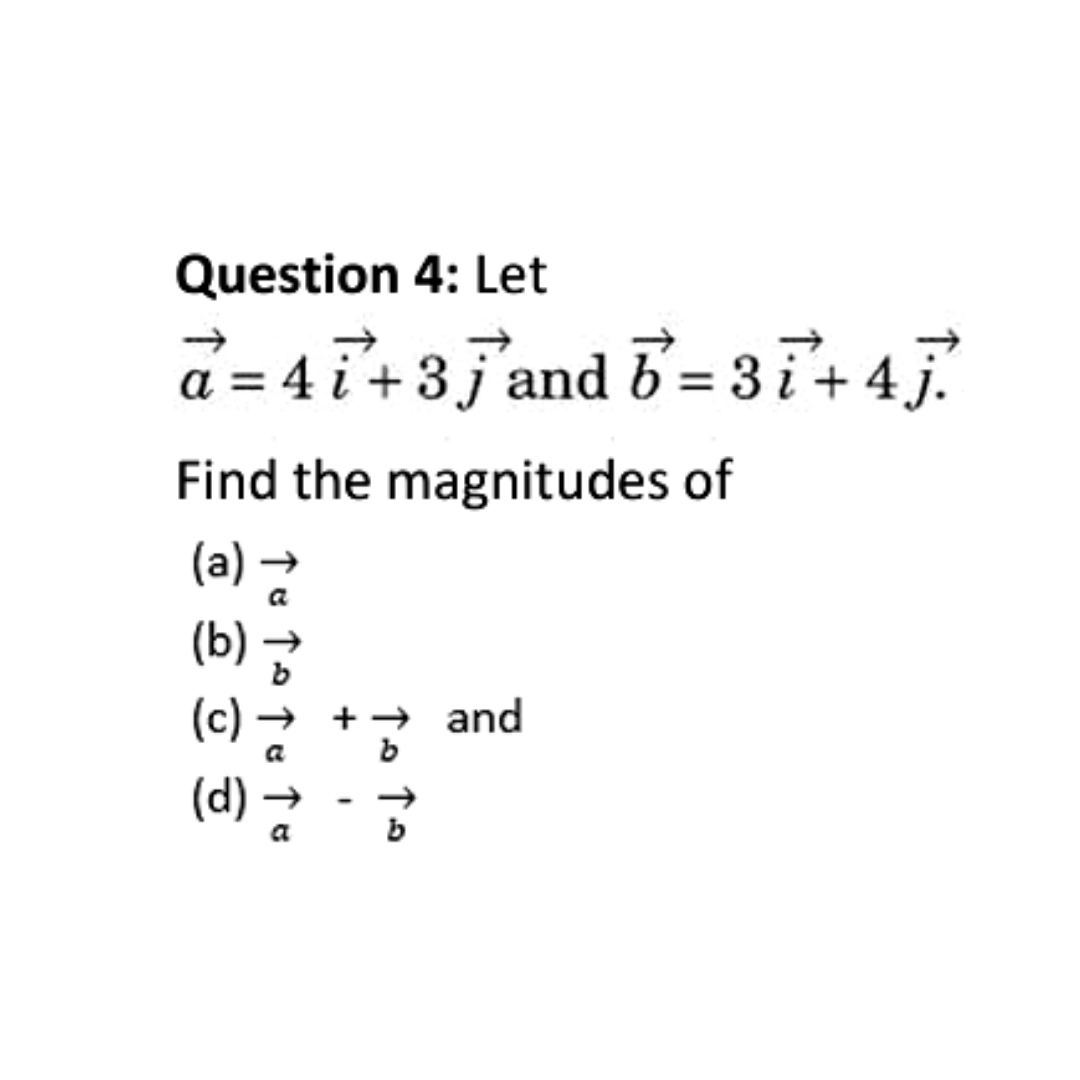 Question 4: Let
$\vec{a} = 4\vec{i} + 3\vec{j}$ and $\vec{b} = 3\vec{i} + 4\vec{j}.$
Find the magnitudes of
(a) $\underset{a}{\rightarrow}$
(b) $\underset{b}{\rightarrow}$
(c) $\underset{a}{\rightarrow} + \underset{b}{\rightarrow}$ and
(d) $\underset{a}{\rightarrow} - \underset{b}{\rightarrow}$